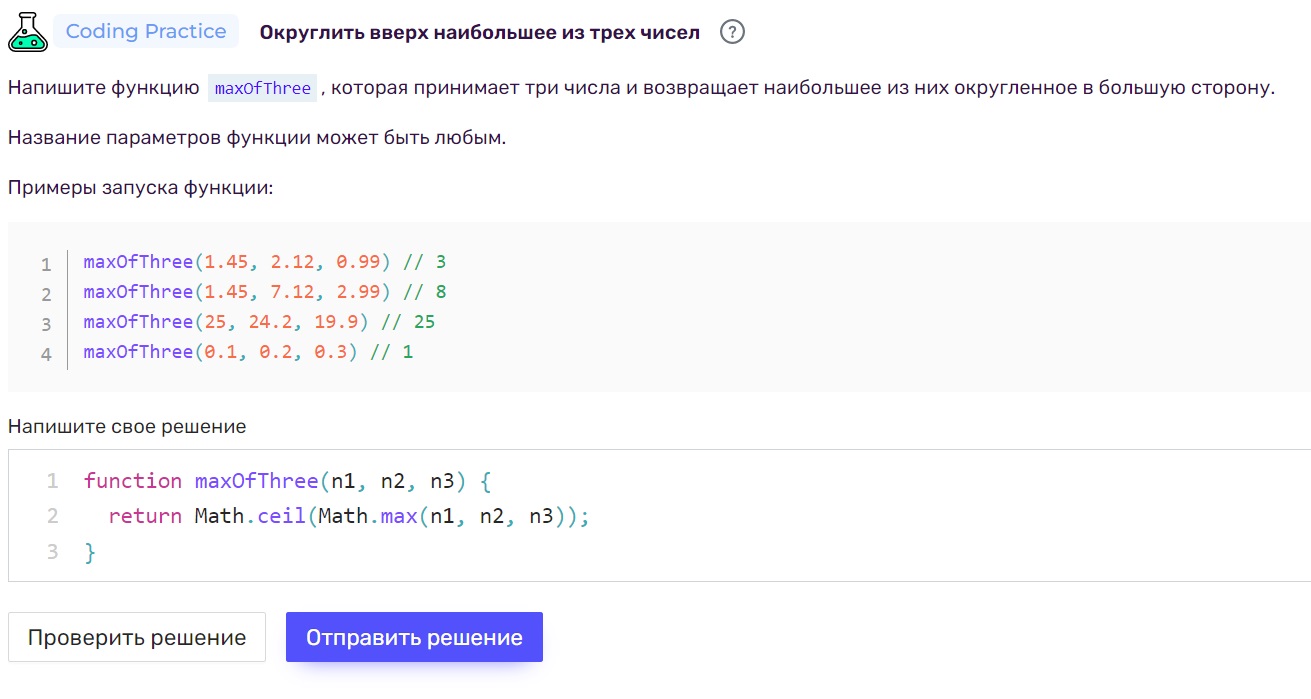 Coding Practice Округлить вверх наибольшее из трех чисел ?
Напишите функцию maxOfThree , которая принимает три числа и возвращает наибольшее из них округленное в большую сторону.
Название параметров функции может быть любым.
Примеры запуска функции:
1 maxOfThree(1.45, 2.12, 0.99) // 3
2 maxOfThree(1.45, 7.12, 2.99) // 8
3 maxOfThree(25, 24.2, 19.9) // 25
4 maxOfThree(0.1, 0.2, 0.3) // 1
Напишите свое решение
1 function maxOfThree(n1, n2, n3) {
2   return Math.ceil(Math.max(n1, n2, n3));
3 }
Проверить решение Отправить решение